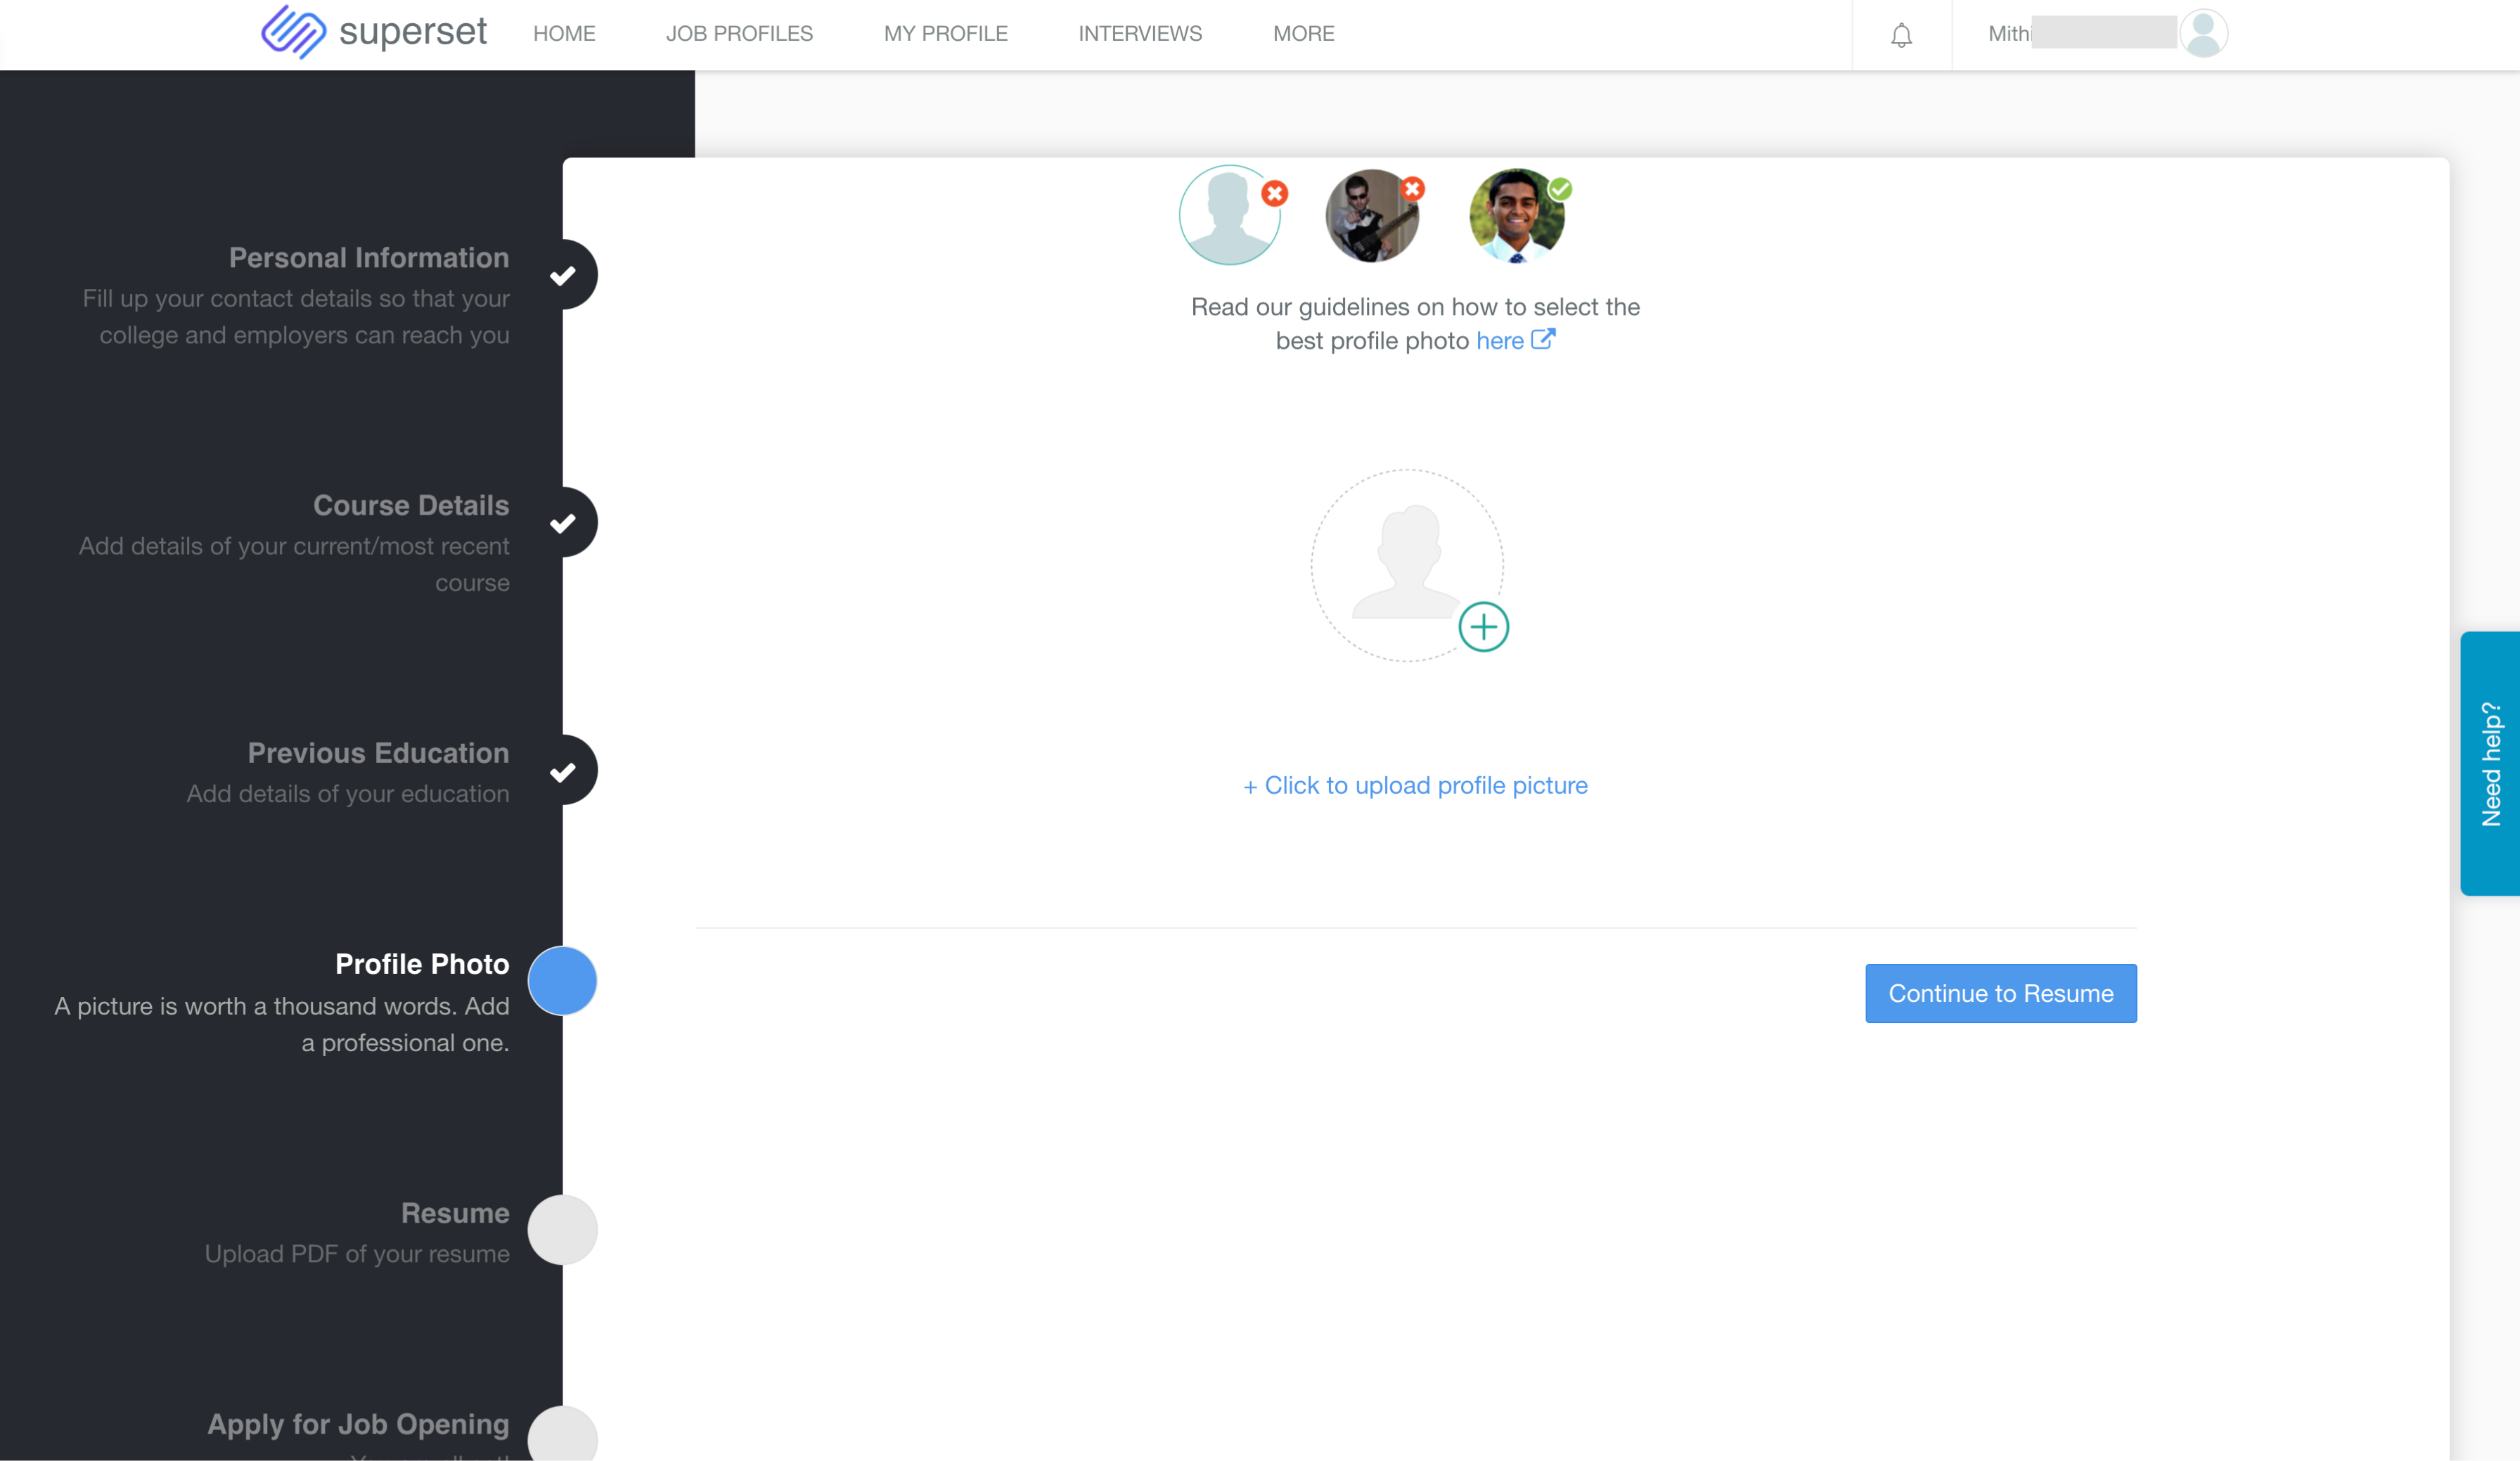 superset
HOME
JOB PROFILES
MY PROFILE
INTERVIEWS
MORE
Mithi
Personal Information
Fill up your contact details so that your
college and employers can reach you
Course Details
Add details of your current/most recent
course
Previous Education
Add details of your education
Profile Photo
A picture is worth a thousand words. Add
a professional one.
Resume
Upload PDF of your resume
Apply for Job Opening
Read our guidelines on how to select the
best profile photo here
+ Click to upload profile picture
Continue to Resume
Need help?